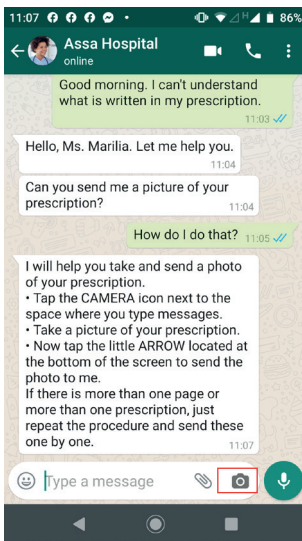 11:07
86%
Assa Hospital
online
Good morning. I can't understand
what is written in my prescription.
11:03
Hello, Ms. Marilia. Let me help you.
11:04
Can you send me a picture of your
prescription?
11:04
How do I do that? 11:05
I will help you take and send a photo
of your prescription.
• Tap the CAMERA icon next to the
space where you type messages.
• Take a picture of your prescription.
• Now tap the little ARROW located at
the bottom of the screen to send the
photo to me.
If there is more than one page or
more than one prescription, just
repeat the procedure and send these
one by one.
11:07
Type a message